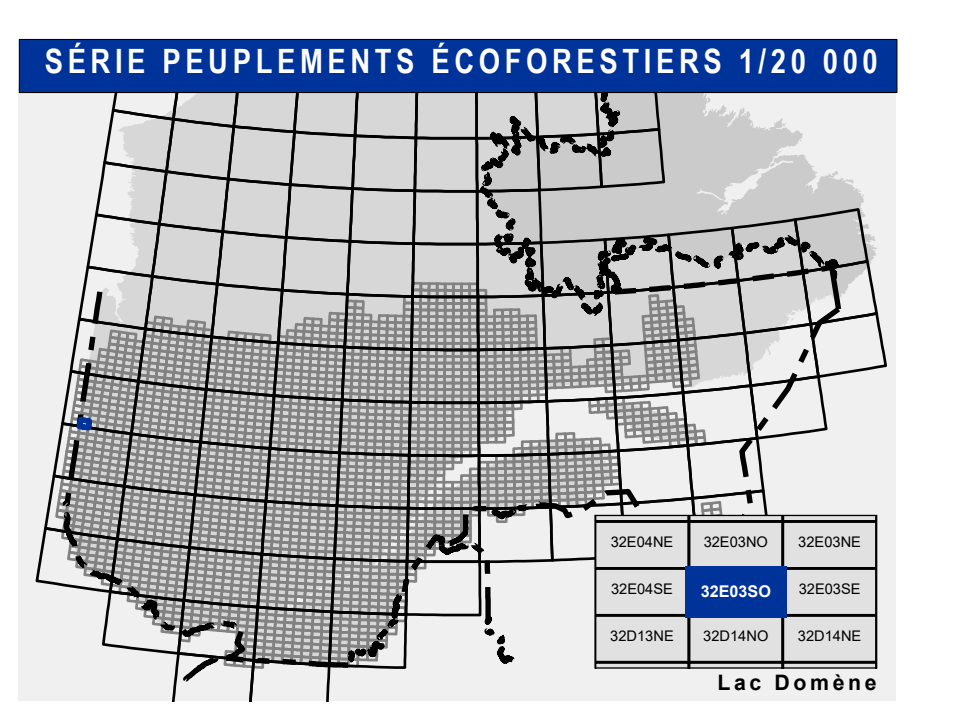 SÉRIE PEUPLEMENTS ÉCOFORESTIERS 1/20 000
32E04NE 32E03NO 32E03NE
32E04SE 32E03SO 32E03SE
32D13NE 32D14NO 32D14NE
Lac Domène